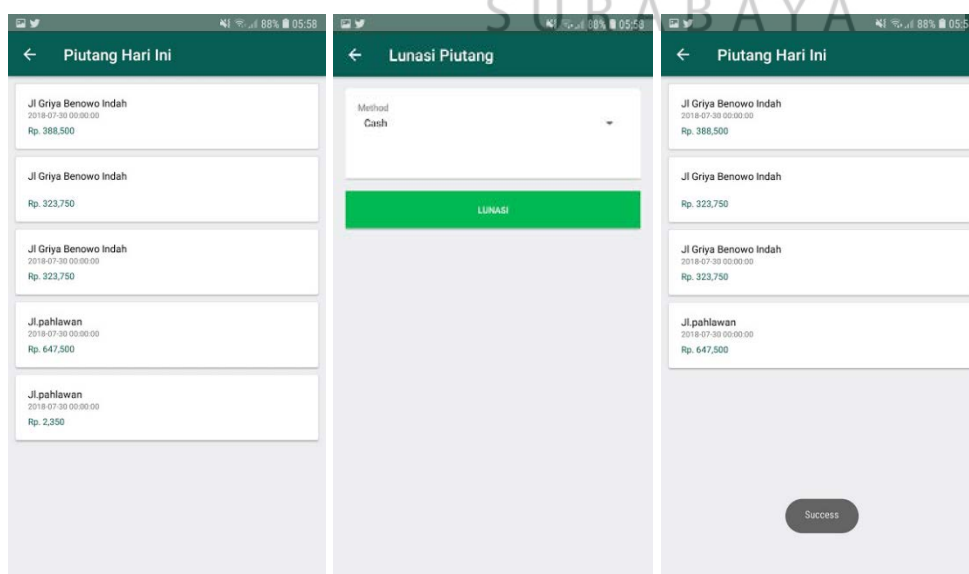 SURABAYA
88% 05:58
Piutang Hari Ini
Jl Griya Benowo Indah
2018-07-30 00:00:00
Rp. 388,500
Jl Griya Benowo Indah
Rp. 323,750
Jl Griya Benowo Indah
2018-07-30 00:00:00
Rp. 323,750
Jl.pahlawan
2018-07-30 00:00:00
Rp. 647,500
Jl.pahlawan
2018-07-30 00:00:00
Rp. 2,350
88% 05:58
Lunasi Piutang
Method
Cash
LUNASI
88% 05:5
Piutang Hari Ini
Jl Griya Benowo Indah
2018-07-30 00:00:00
Rp. 388,500
Jl Griya Benowo Indah
Rp. 323,750
Jl Griya Benowo Indah
2018-07-30 00:00:00
Rp. 323,750
Jl.pahlawan
2018-07-30 00:00:00
Rp. 647,500
Success